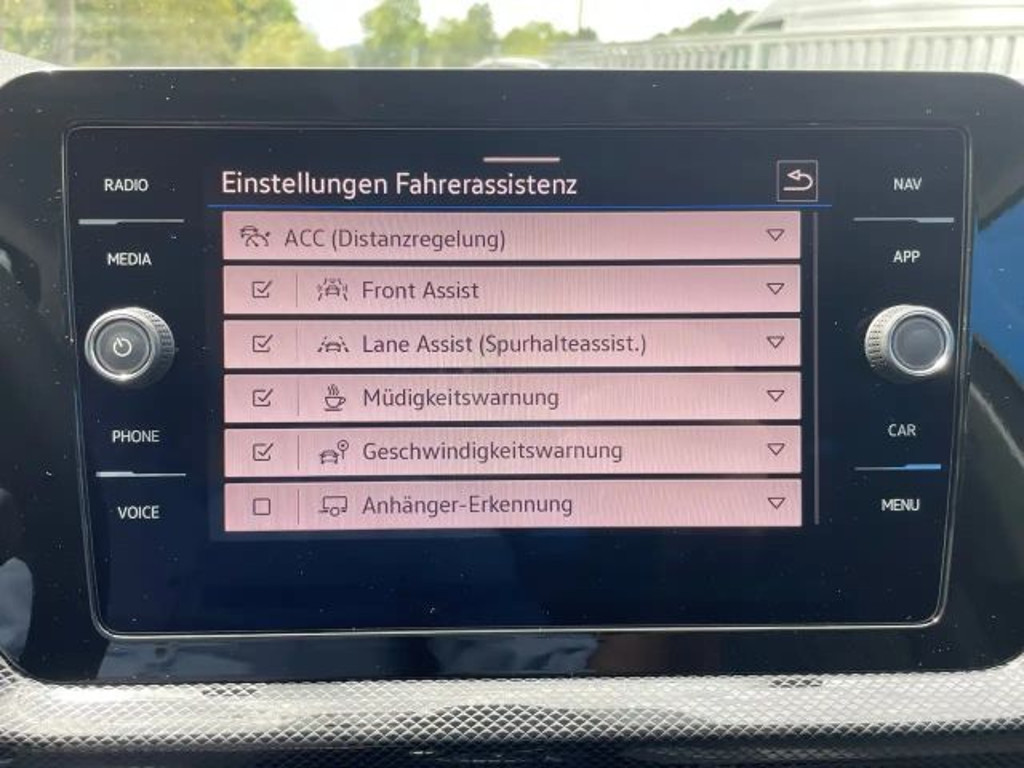 RADIO
MEDIA
PHONE
VOICE
Einstellungen Fahrerassistenz
ACC (Distanzregelung)
Front Assist
Lane Assist (Spurhalteassist.)
Müdigkeitswarnung
Geschwindigkeitswarnung
Anhänger-Erkennung
NAV
APP
CAR
MENU